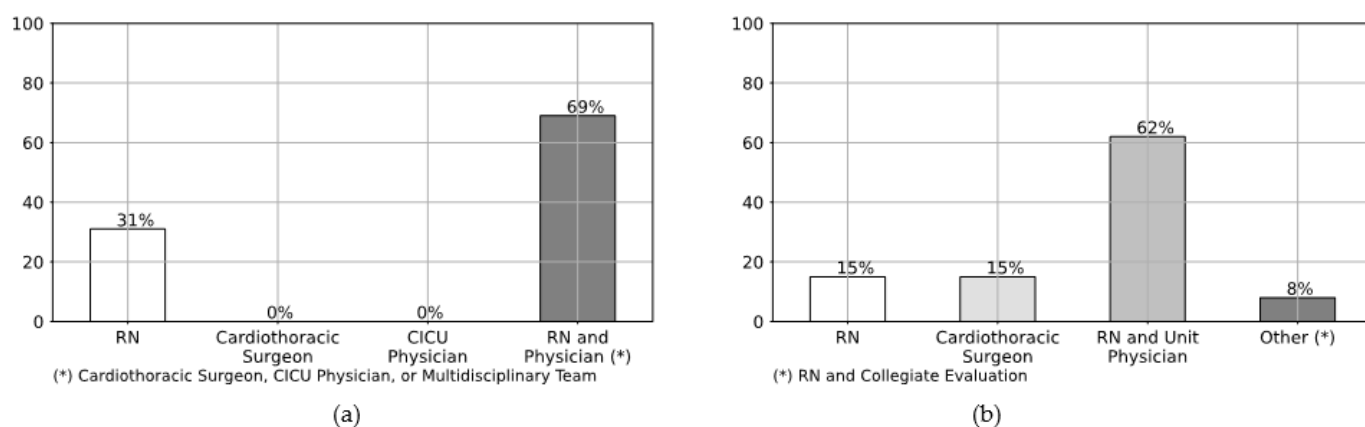 100
80
60
40
20
0
31%
0%
0%
69%
RN
Cardiothoracic
Surgeon
CICU
Physician
RN and
Physician (*)
(*) Cardiothoracic Surgeon, CICU Physician, or Multidisciplinary Team
(a)
100
80
60
40
20
0
15%
15%
62%
8%
RN
Cardiothoracic
Surgeon
RN and Unit
Physician
Other (*)
(*) RN and Collegiate Evaluation
(b)